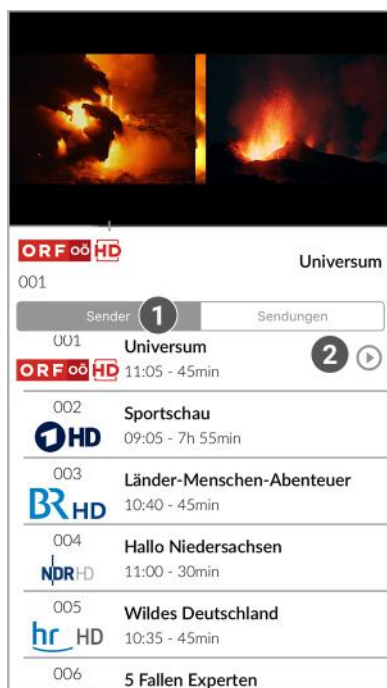 ORF oö HD
Universum
001
Sender
1
Sendungen
001
Universum
2
ORF oö HD
11:05 - 45min
002
Sportschau
1 HD
09:05 - 7h 55min
003
Länder-Menschen-Abenteuer
BR HD
10:40 - 45min
004
Hallo Niedersachsen
NDR HD
11:00 - 30min
005
Wildes Deutschland
hr HD
10:35 - 45min
006
5 Fallen Experten